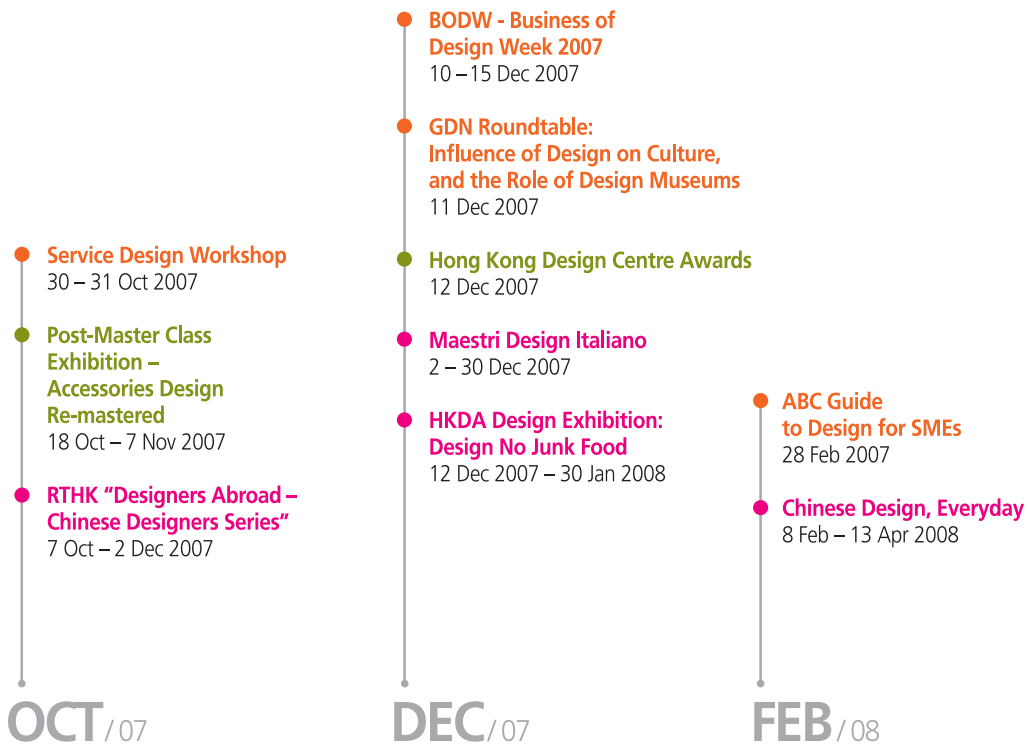 Service Design Workshop
30 – 31 Oct 2007
Post-Master Class
Exhibition –
Accessories Design
Re-mastered
18 Oct – 7 Nov 2007
RTHK “Designers Abroad –
Chinese Designers Series”
7 Oct – 2 Dec 2007
OCT / 07
BODW - Business of
Design Week 2007
10 – 15 Dec 2007
GDN Roundtable:
Influence of Design on Culture,
and the Role of Design Museums
11 Dec 2007
Hong Kong Design Centre Awards
12 Dec 2007
Maestri Design Italiano
2 – 30 Dec 2007
HKDA Design Exhibition:
Design No Junk Food
12 Dec 2007 – 30 Jan 2008
DEC / 07
ABC Guide
to Design for SMEs
28 Feb 2007
Chinese Design, Everyday
8 Feb – 13 Apr 2008
FEB / 08